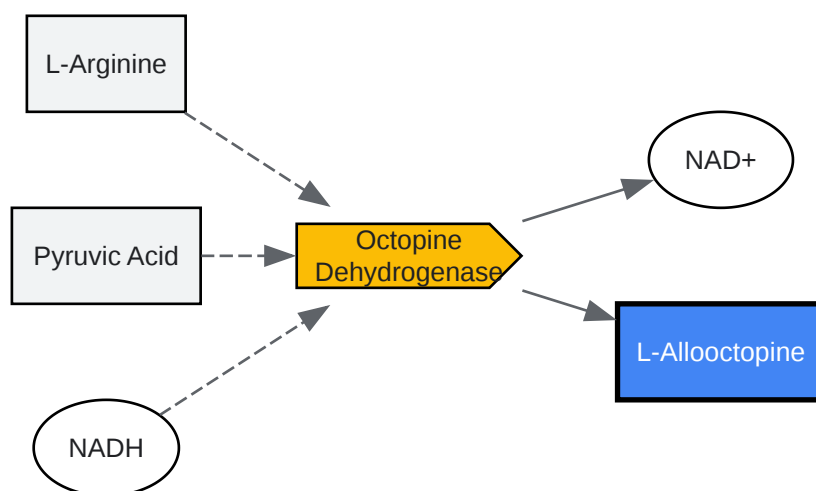 L-Arginine
NAD+
Pyruvic Acid
Octopine
Dehydrogenase
L-Allooctopine
NADH